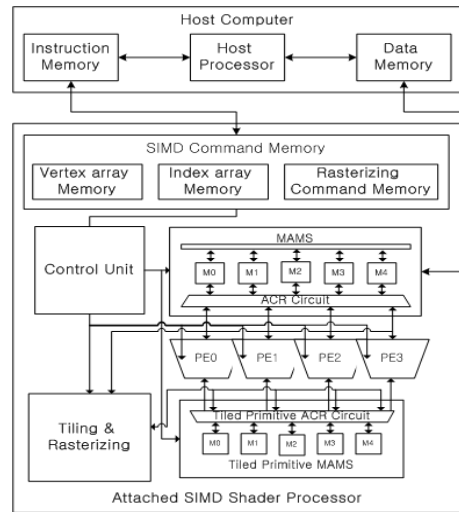 Host Computer
Instruction
Memory
Host
Processor
Data
Memory
SIMD Command Memory
Vertex array
Memory
Index array
Memory
Rasterizing
Command Memory
Control Unit
MAMS
M0 M1 M2 M3 M4
ACR Circuit
PE0 PE1 PE2 PE3
Tiling &
Rasterizing
Tiled Primitive ACR Circuit
M0 M1 M2 M3 M4
Tiled Primitive MAMS
Attached SIMD Shader Processor